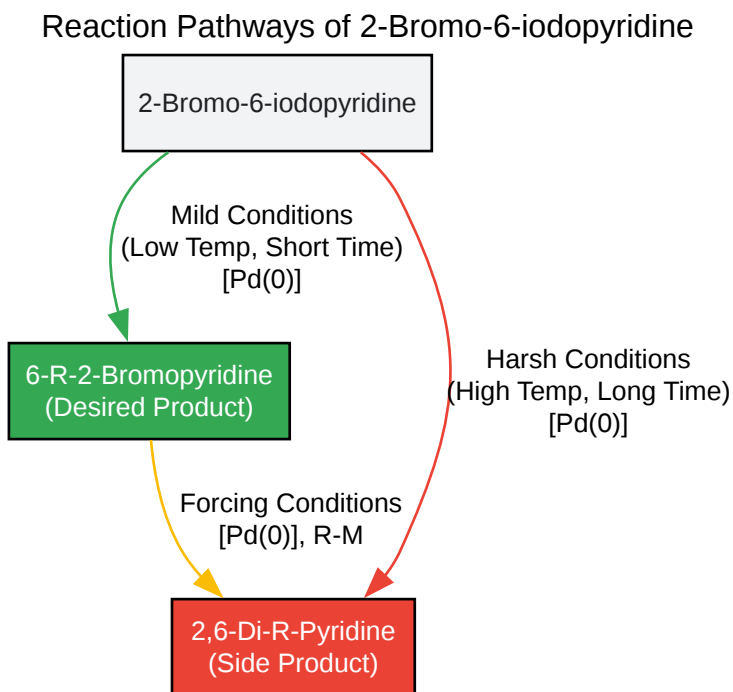 Reaction Pathways of 2-Bromo-6-iodopyridine
2-Bromo-6-iodopyridine
Mild Conditions
(Low Temp, Short Time)
[Pd(0)]
6-R-2-Bromopyridine
(Desired Product)
Harsh Conditions
(High Temp, Long Time)
[Pd(0)]
Forcing Conditions
[Pd(0)], R-M
2,6-Di-R-Pyridine
(Side Product)